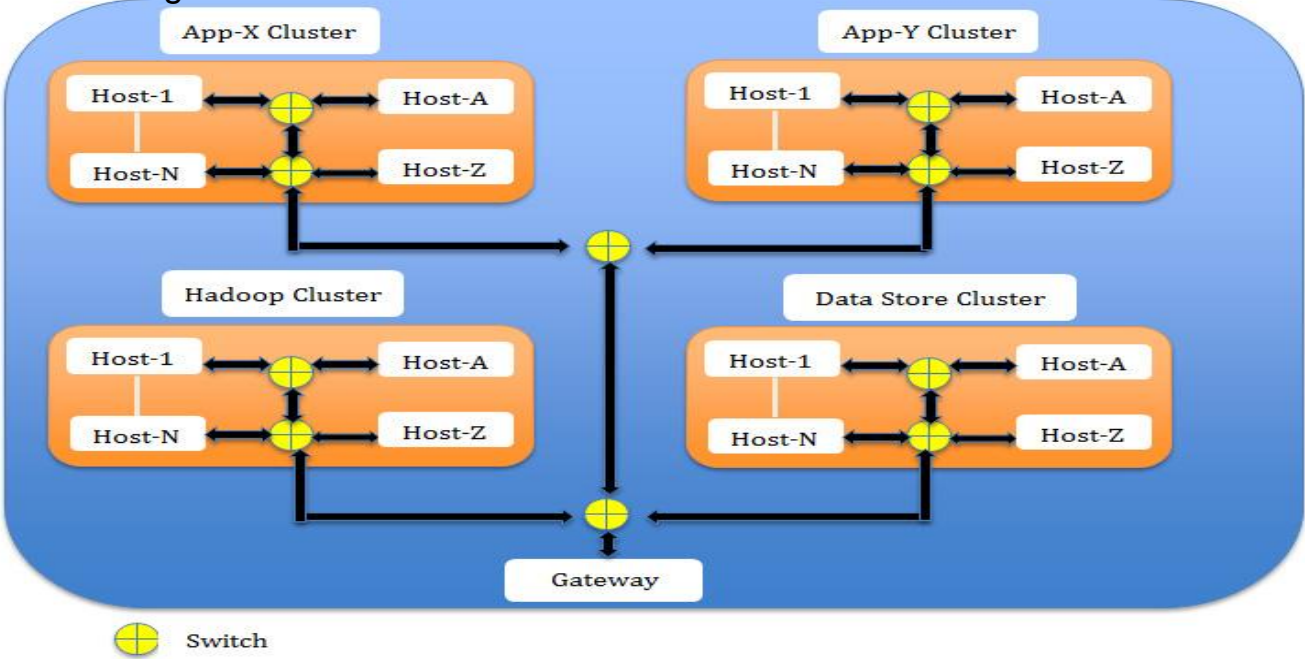 App-X Cluster
App-Y Cluster
Host-1
Host-A
Host-N
Host-Z
Host-1
Host-A
Host-N
Host-Z
Hadoop Cluster
Data Store Cluster
Host-1
Host-A
Host-N
Host-Z
Host-1
Host-A
Host-N
Host-Z
Gateway
Switch